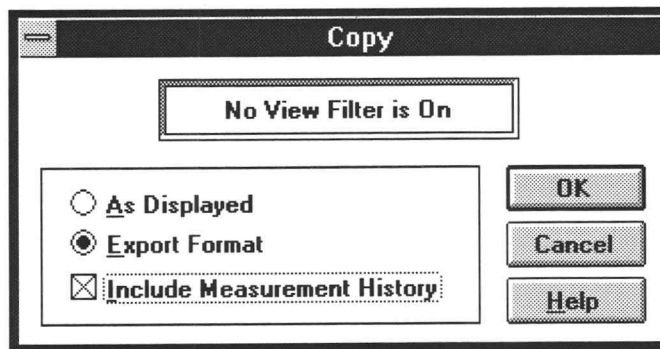 Copy
No View Filter is On
As Displayed
Export Format
Include Measurement History
OK
Cancel
Help